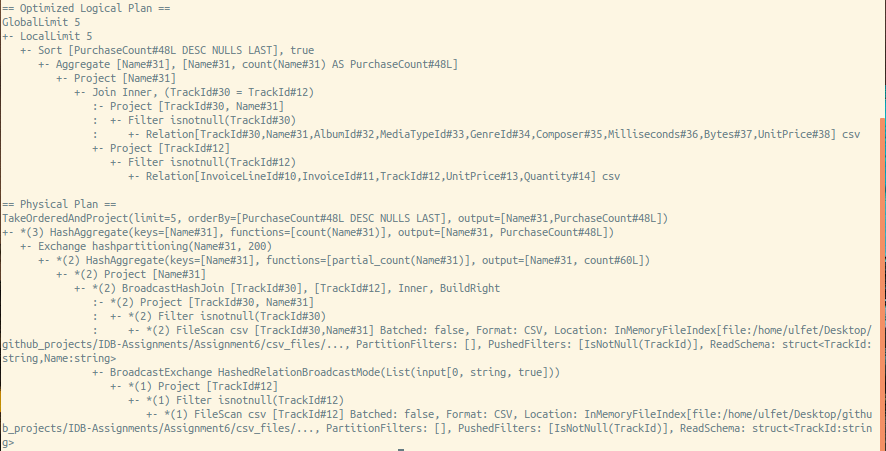 == Optimized Logical Plan ==
GlobalLimit 5
+- LocalLimit 5
   +- Sort [PurchaseCount#48L DESC NULLS LAST], true
      +- Aggregate [Name#31], [Name#31, count(Name#31) AS PurchaseCount#48L]
         +- Project [Name#31]
            +- Join Inner, (TrackId#30 = TrackId#12)
               :- Project [TrackId#30, Name#31]
               :  +- Filter isnotnull(TrackId#30)
               :     +- Relation[TrackId#30,Name#31,AlbumId#32,MediaTypeId#33,GenreId#34,Composer#35,Milliseconds#36,Bytes#37,UnitPrice#38] csv
               +- Project [TrackId#12]
                  +- Filter isnotnull(TrackId#12)
                     +- Relation[InvoiceLineId#10,InvoiceId#11,TrackId#12,UnitPrice#13,Quantity#14] csv

== Physical Plan ==
TakeOrderedAndProject(limit=5, orderBy=[PurchaseCount#48L DESC NULLS LAST], output=[Name#31,PurchaseCount#48L])
+- *(3) HashAggregate(keys=[Name#31], functions=[count(Name#31)], output=[Name#31, PurchaseCount#48L])
   +- Exchange hashpartitioning(Name#31, 200)
      +- *(2) HashAggregate(keys=[Name#31], functions=[partial_count(Name#31)], output=[Name#31, count#60L])
         +- *(2) Project [Name#31]
            +- *(2) BroadcastHashJoin [TrackId#30], [TrackId#12], Inner, BuildRight
               :- *(2) Project [TrackId#30, Name#31]
               :  +- *(2) Filter isnotnull(TrackId#30)
               :     +- *(2) FileScan csv [TrackId#30,Name#31] Batched: false, Format: CSV, Location: InMemoryFileIndex[file:/home/ulfet/Desktop/
github_projects/IDB-Assignments/Assignment6/csv_files/..., PartitionFilters: [], PushedFilters: [IsNotNull(TrackId)], ReadSchema: struct<TrackId:
string,Name:string>
               +- BroadcastExchange HashedRelationBroadcastMode(List(input[0, string, true]))
                  +- *(1) Project [TrackId#12]
                     +- *(1) Filter isnotnull(TrackId#12)
                        +- *(1) FileScan csv [TrackId#12] Batched: false, Format: CSV, Location: InMemoryFileIndex[file:/home/ulfet/Desktop/githu
b_projects/IDB-Assignments/Assignment6/csv_files/..., PartitionFilters: [], PushedFilters: [IsNotNull(TrackId)], ReadSchema: struct<TrackId:strin
g>